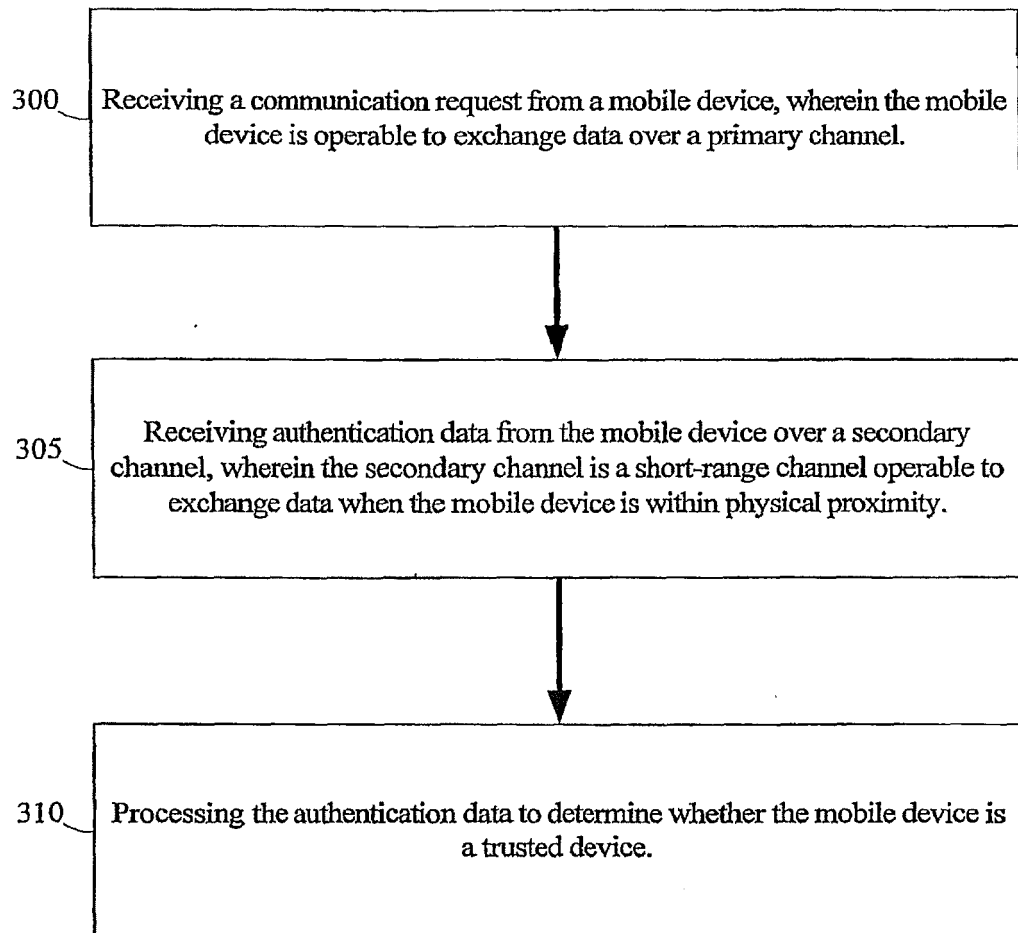 300
Receiving a communication request from a mobile device, wherein the mobile
device is operable to exchange data over a primary channel.
305
Receiving authentication data from the mobile device over a secondary
channel, wherein the secondary channel is a short-range channel operable to
exchange data when the mobile device is within physical proximity.
310
Processing the authentication data to determine whether the mobile device is
a trusted device.